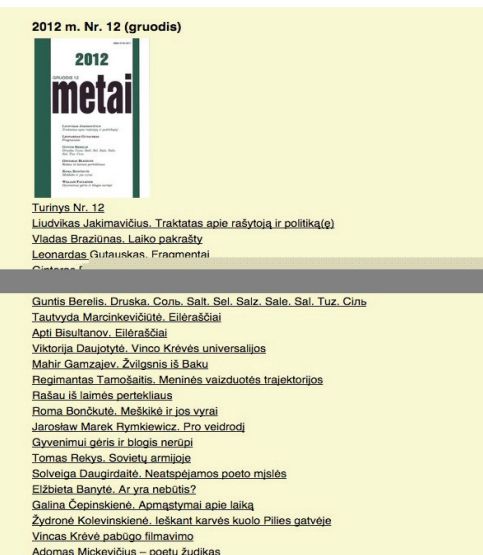 2012 m. Nr. 12 (gruodis)
2012
GRUODIS 12
metai
Turinys Nr. 12
Liudvikas Jakimavičius. Traktatas apie rašytoją ir politiką(ę)
Vladas Braziūnas. Laiko pakrašty
Leonardas Gutauskas. Fragmentai
Guntis Berelis. Druska. Соль. Salt. Sel. Salz. Sale. Sal. Tuz. Сіль
Tautvyda Marcinkevičiūtė. Eilėraščiai
Apti Bisultanov. Eilėraščiai
Viktorija Daujotytė. Vinco Krėvės universalijos
Mahir Gamzajev. Žvilgsnis iš Baku
Regimantas Tamošaitis. Meninės vaizduotės trajektorijos
Rašau iš laimės pertekliaus
Roma Bončkutė. Meškikė ir jos vyrai
Jarosław Marek Rymkiewicz. Pro veidrodį
Gyvenimui gėris ir blogis nerūpi
Tomas Rekys. Sovietų armijoje
Solveiga Daugirdaitė. Neatspėjamos poeto mįslės
Elžbieta Banytė. Ar yra nebūtis?
Galina Čepinskienė. Apmąstymai apie laiką
Žydronė Kolevinskienė. Ieškant karvės kuolo Pilies gatvėje
Vincas Krėvė pabūgo filmavimo
Adomas Mickevičius – poetų žudikas